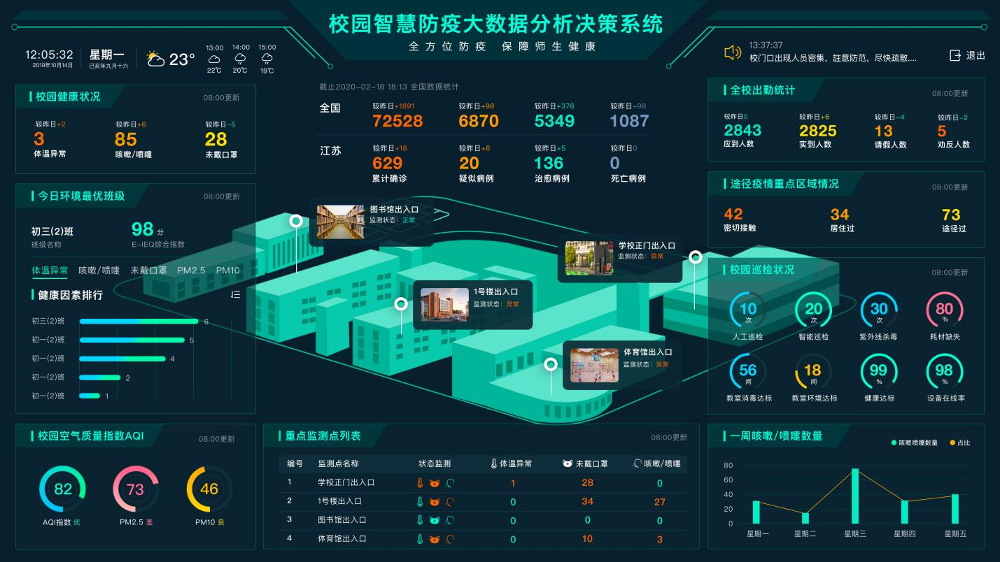 校园智慧防疫大数据分析决策系统
全方位防疫 保障师生健康
12:05:32
2019年10月14日
星期一
己亥年九月十六
23°
13:00
22℃
14:00
20℃
15:00
19℃
13:37:37
校门口出现人员密集，註意防范，尽快疏散....
退出
校园健康状况
08:00更新
较昨日+2
3
体温异常
较昨日+6
85
咳嗽/喷嚏
较昨日-5
28
未戴口罩
截止2020-02-18 18:13 全国数据统计
全国
较昨日+1891
72528
较昨日+98
6870
较昨日+376
5349
较昨日+98
1087
江苏
较昨日+18
629
累计确诊
较昨日+6
20
疑似病例
较昨日+5
136
治愈病例
较昨日0
0
死亡病例
全校出勤统计
08:00更新
较昨日0
2843
应到人数
较昨日+6
2825
实到人数
较昨日-4
13
请假人数
较昨日-2
5
劝反人数
今日环境最优班级
08:00更新
初三(2)班
班级名称
98 分
E-IEQ综合指数
体温异常 咳嗽/喷嚏 未戴口罩 PM2.5 PM10
健康因素排行
初三(2)班 6
初一(2)班 5
初一(2)班 4
初一(2)班 2
初一(2)班 1
图书馆出入口
监测状态：正常
学校正门出入口
监测状态：异常
1号楼出入口
监测状态：异常
体育馆出入口
监测状态：异常
途径疫情重点区域情况
08:00更新
42
密切接触
34
居住过
73
途径过
校园巡检状况
08:00更新
10
次
人工巡检
20
次
智能巡检
30
次
紫外线杀毒
80
%
耗材缺失
56
间
教室消毒达标
18
间
教室环境达标
99
%
健康达标
98
%
设备在线率
校园空气质量指数AQI
08:00更新
82
AQI指数 优
73
PM2.5 差
46
PM10 良
重点监测点列表
08:00更新
编号 监测点名称 状态监测 体温异常 未戴口罩 咳嗽/喷嚏
1 学校正门出入口 1 28 0
2 1号楼出入口 0 34 27
3 图书馆出入口 0 0 0
4 体育馆出入口 0 10 3
一周咳嗽/喷嚏数量
08:00更新
咳嗽喷嚏数量 占比
80
60
40
20
0
星期一 星期二 星期三 星期四 星期五